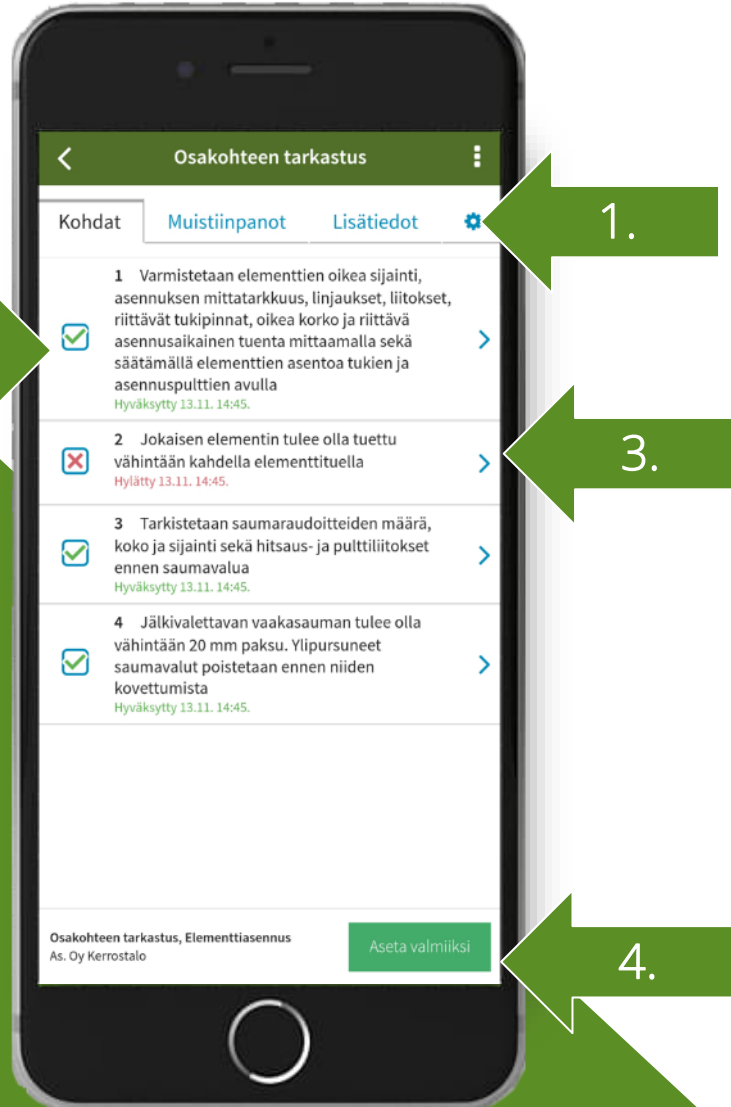 Osakohteen tarkastus
Kohdat Muistiinpanot Lisätiedot
1.
1 Varmistetaan elementtien oikea sijainti,
asennuksen mittatarkkuus, linjaukset, liitokset,
riittävät tukipinnat, oikea korko ja riittävä
asennusaikainen tuenta mittaamalla sekä
säätämällä elementtien asentoa tukien ja
asennuspulttien avulla
Hyväksytty 13.11. 14:45.
2 Jokaisen elementin tulee olla tuettu
vähintään kahdella elementtituella
Hylätty 13.11. 14:45.
3.
3 Tarkistetaan saumaraudoitteiden määrä,
koko ja sijainti sekä hitsaus- ja pulttiliitokset
ennen saumavalua
Hyväksytty 13.11. 14:45.
4 Jälkivalettavan vaakasauman tulee olla
vähintään 20 mm paksu. Ylipursuneet
saumavalut poistetaan ennen niiden
kovettumista
Hyväksytty 13.11. 14:45.
Osakohteen tarkastus, Elementtiasennus
As. Oy Kerrostalo
Aseta valmiiksi
4.